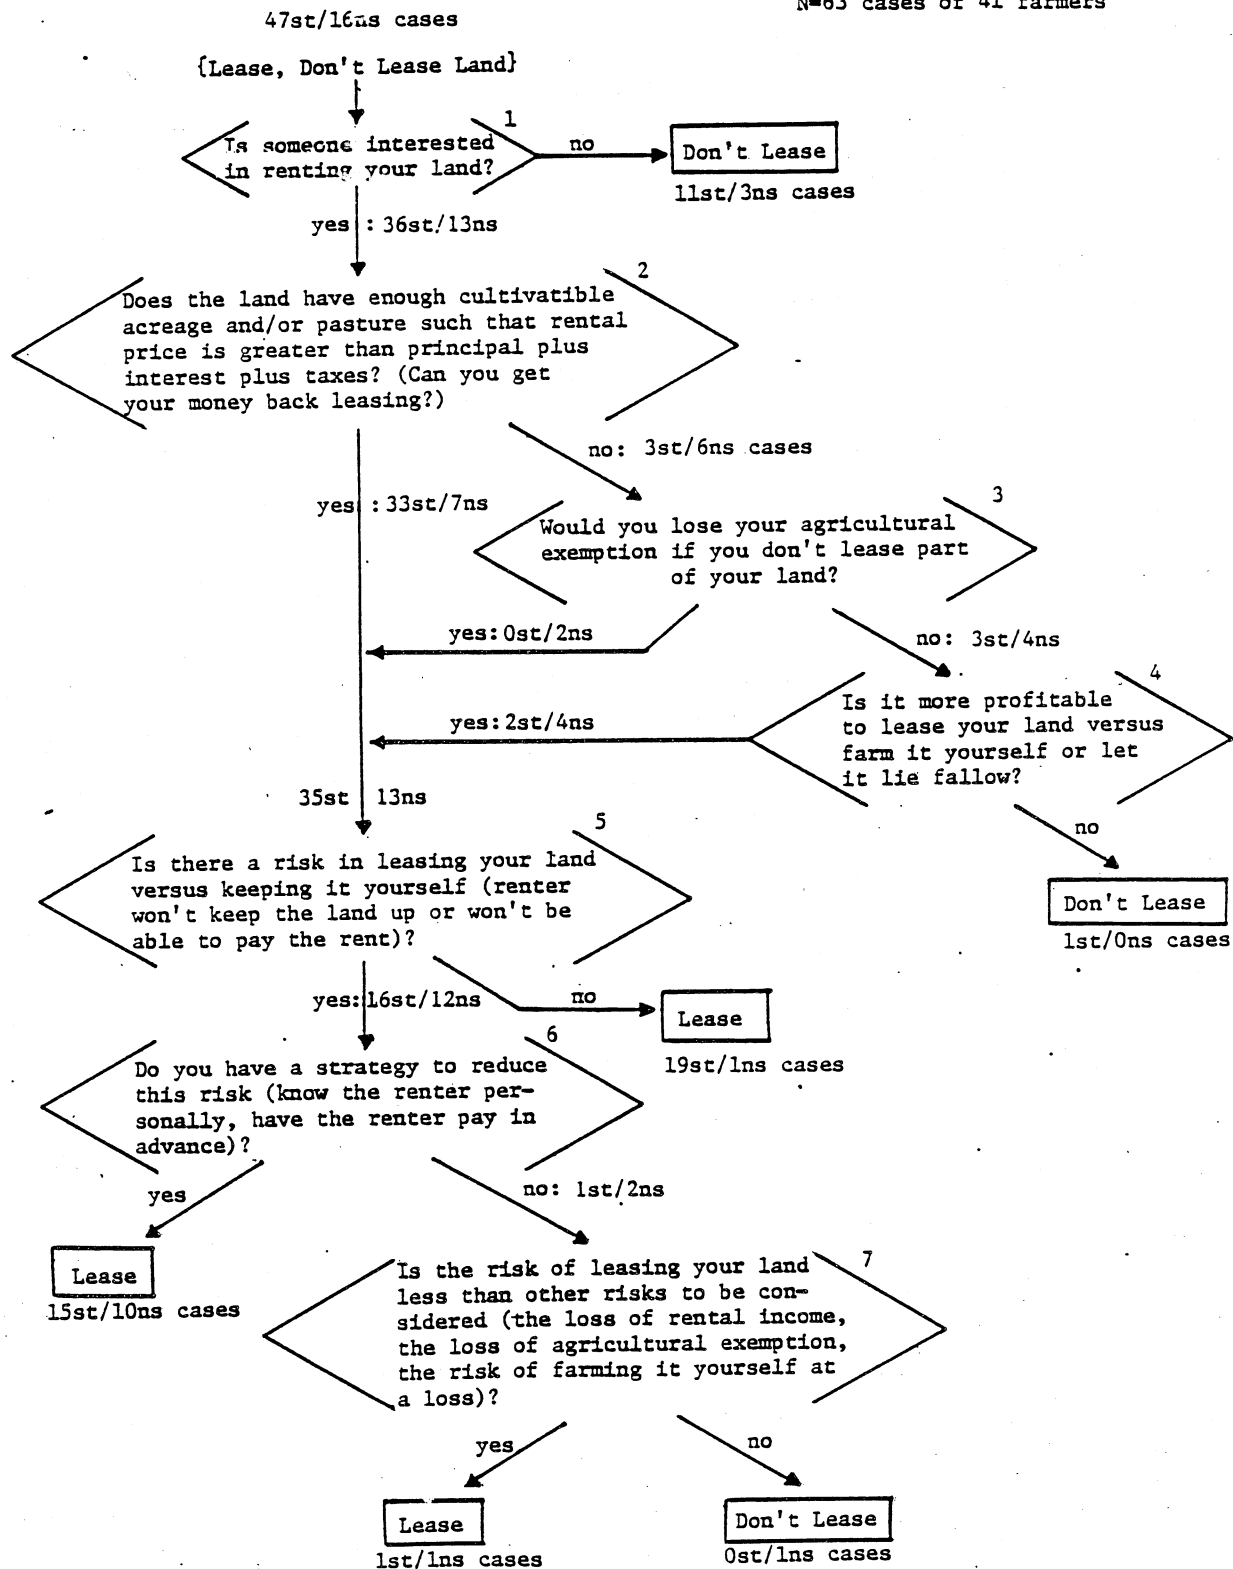 N=63 cases of 41 farmers
47st/16ns cases
{Lease, Don't Lease Land}
1
Is someone interested
in renting your land?
no
Don't Lease
11st/3ns cases
yes : 36st/13ns
2
Does the land have enough cultivatible
acreage and/or pasture such that rental
price is greater than principal plus
interest plus taxes? (Can you get
your money back leasing?)
no: 3st/6ns cases
yes : 33st/7ns
3
Would you lose your agricultural
exemption if you don't lease part
of your land?
yes: 0st/2ns
no: 3st/4ns
4
Is it more profitable
to lease your land versus
farm it yourself or let
it lie fallow?
yes: 2st/4ns
no
Don't Lease
1st/0ns cases
35st 13ns
5
Is there a risk in leasing your land
versus keeping it yourself (renter
won't keep the land up or won't be
able to pay the rent)?
yes: 16st/12ns
no
Lease
19st/1ns cases
6
Do you have a strategy to reduce
this risk (know the renter per-
sonally, have the renter pay in
advance)?
yes
no: 1st/2ns
Lease
15st/10ns cases
7
Is the risk of leasing your land
less than other risks to be con-
sidered (the loss of rental income,
the loss of agricultural exemption,
the risk of farming it yourself at
a loss)?
yes
no
Lease
1st/1ns cases
Don't Lease
0st/1ns cases